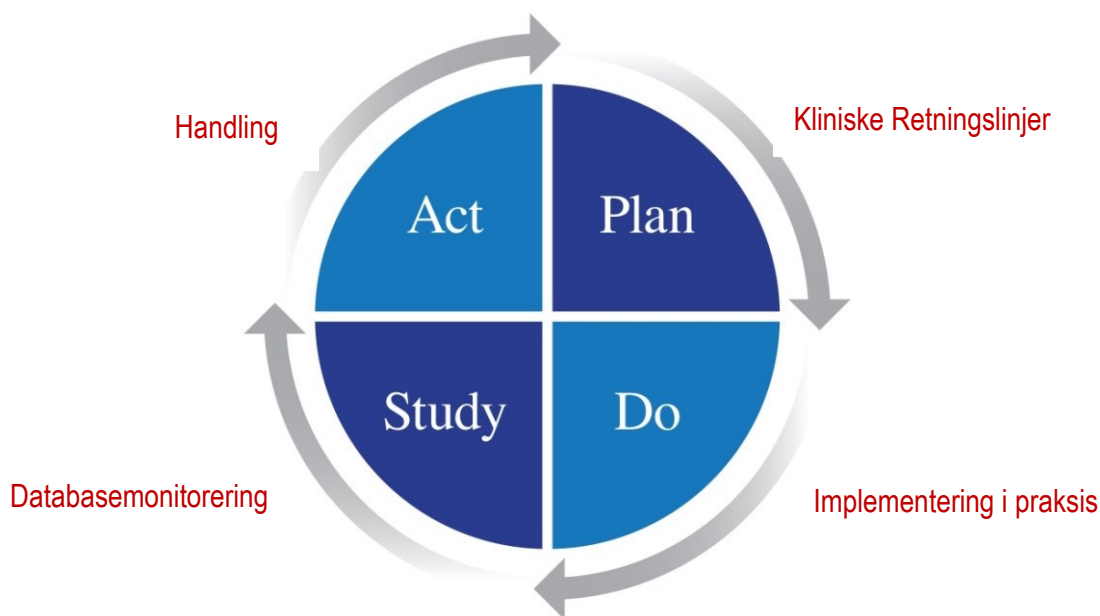 Handling
Kliniske Retningslinjer
Act
Plan
Study
Do
Databasemonitorering
Implementering i praksis